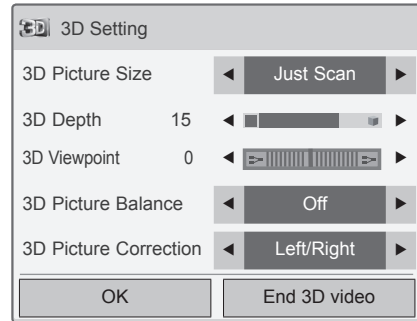 3D 3D Setting
3D Picture Size Just Scan
3D Depth 15
3D Viewpoint 0
3D Picture Balance Off
3D Picture Correction Left/Right
OK End 3D video